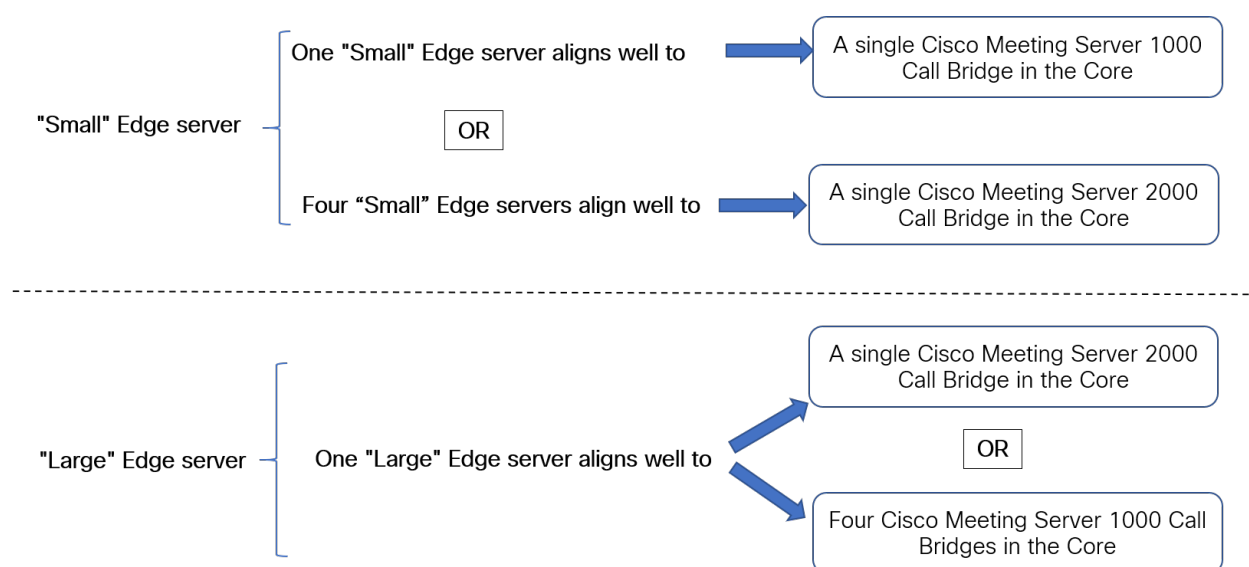 One "Small" Edge server aligns well to
A single Cisco Meeting Server 1000
Call Bridge in the Core
"Small" Edge server
OR
Four “Small” Edge servers align well to
A single Cisco Meeting Server 2000
Call Bridge in the Core
A single Cisco Meeting Server 2000
Call Bridge in the Core
"Large" Edge server
One "Large" Edge server aligns well to
OR
Four Cisco Meeting Server 1000 Call
Bridges in the Core